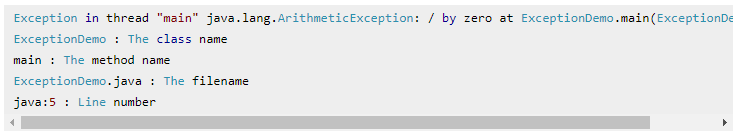 Exception in thread "main" java.lang.ArithmeticException: / by zero at ExceptionDemo.main(ExceptionDe
ExceptionDemo : The class name
main : The method name
ExceptionDemo.java : The filename
java:5 : Line number